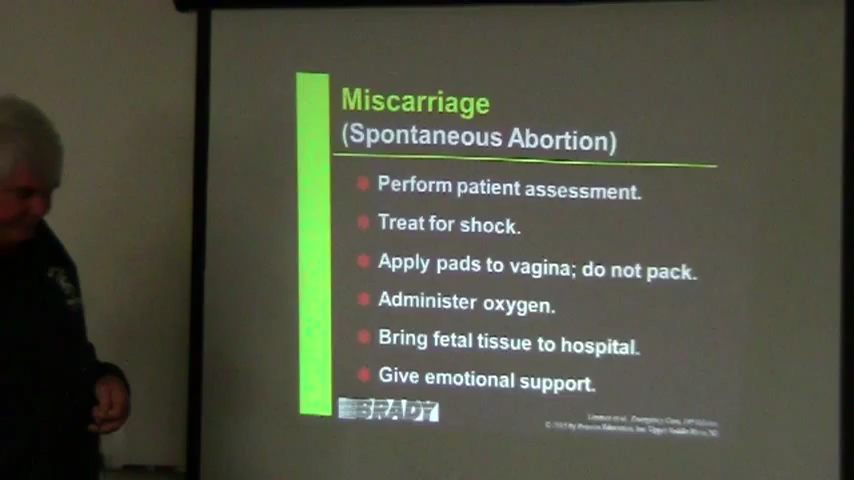 Miscarriage
(Spontaneous Abortion)
Perform patient assessment.
Treat for shock.
Apply pads to vagina; do not pack.
Administer oxygen.
Bring fetal tissue to hospital.
Give emotional support.
BRADY